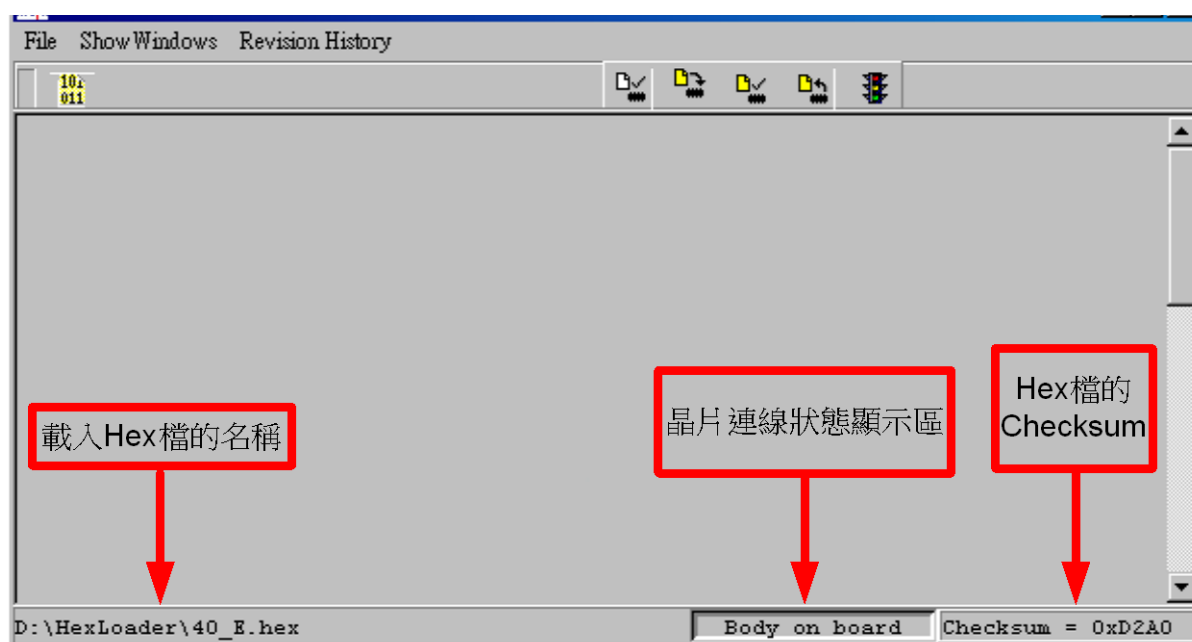 File Show Windows Revision History
101
011
載入Hex檔的名稱
晶片連線狀態顯示區
Hex檔的
Checksum
D:\HexLoader\40_E.hex
Body on board
Checksum = 0xD2A0